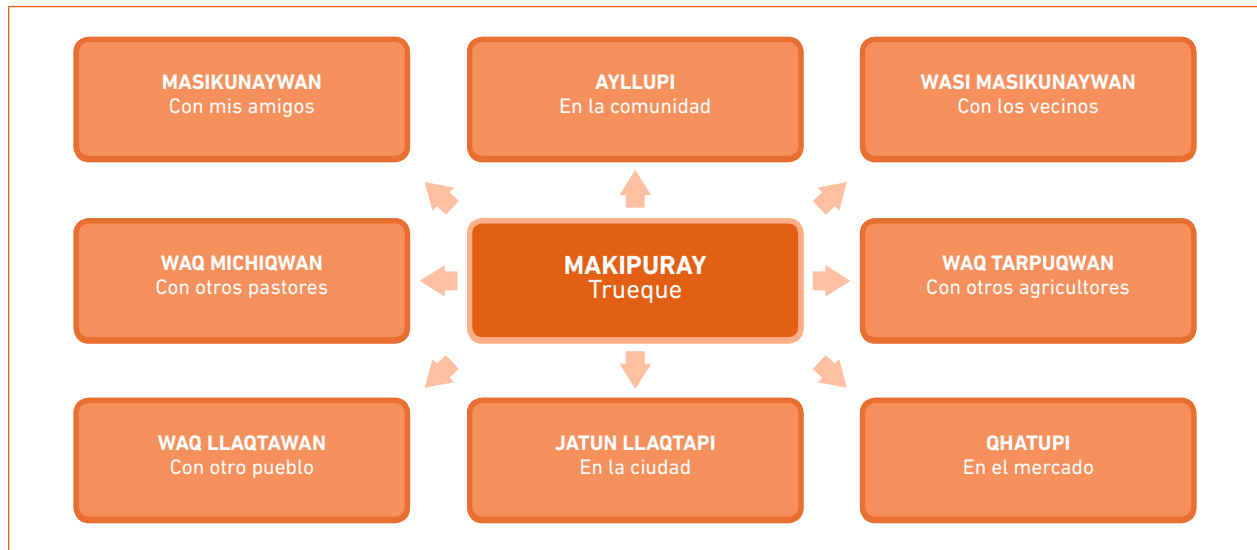 MASIKUNAYWAN
Con mis amigos
AYLLUPI
En la comunidad
WASI MASIKUNAYWAN
Con los vecinos
WAQ MICHIQWAN
Con otros pastores
MAKIPURAY
Trueque
WAQ TARPUQWAN
Con otros agricultores
WAQ LLAQTAWAN
Con otro pueblo
JATUN LLAQTAPI
En la ciudad
QHATUPI
En el mercado